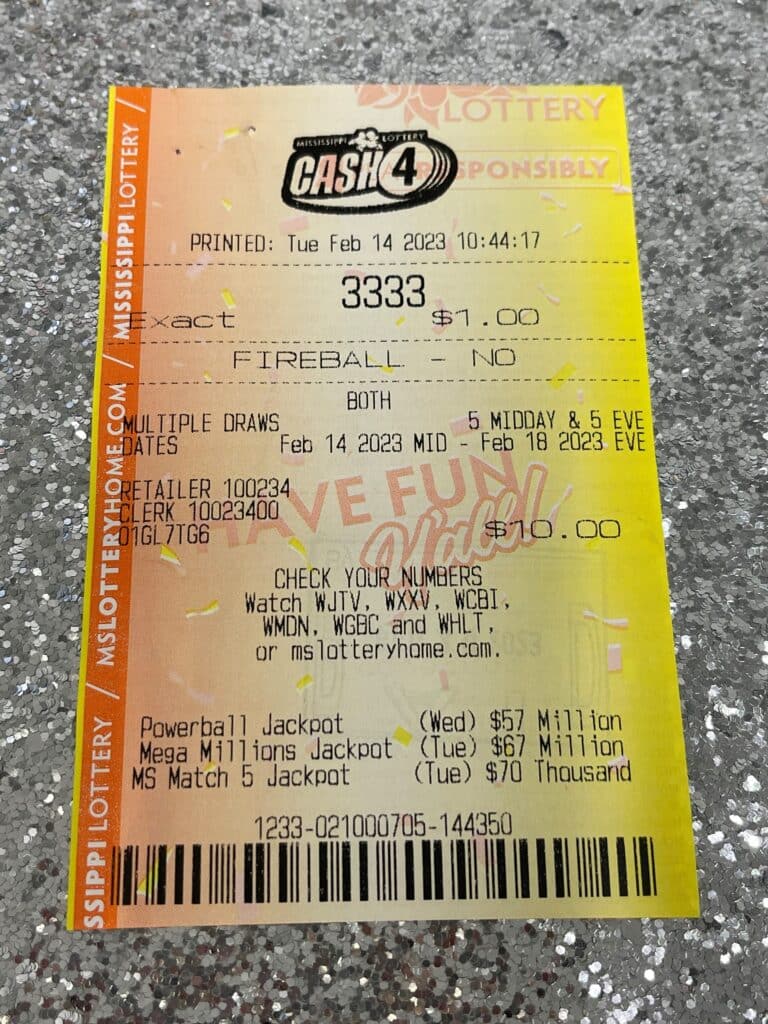 LOTTERY
RESPONSIBLY
MISSISSIPPI LOTTERY
CASH 4
PRINTED: Tue Feb 14 2023 10:44:17
3333
Exact $1.00
FIREBALL - NO
BOTH
MULTIPLE DRAWS 5 MIDDAY & 5 EVE
DATES Feb 14 2023 MID - Feb 18 2023 EVE
RETAILER 100234
CLERK 10023400
01GL7TG6 $10.00
HAVE FUN
Y'all!
CHECK YOUR NUMBERS
Watch WJTV, WXXV, WCBI,
WMDN, WGBC and WHLT,
or mslotteryhome.com.
Powerball Jackpot (Wed) $57 Million
Mega Millions Jackpot (Tue) $67 Million
MS Match 5 Jackpot (Tue) $70 Thousand
1233-021000705-144350
SSIPPI LOTTERY / MSLOTTERYHOME.COM / MISSISSIPPI LOTTERY /